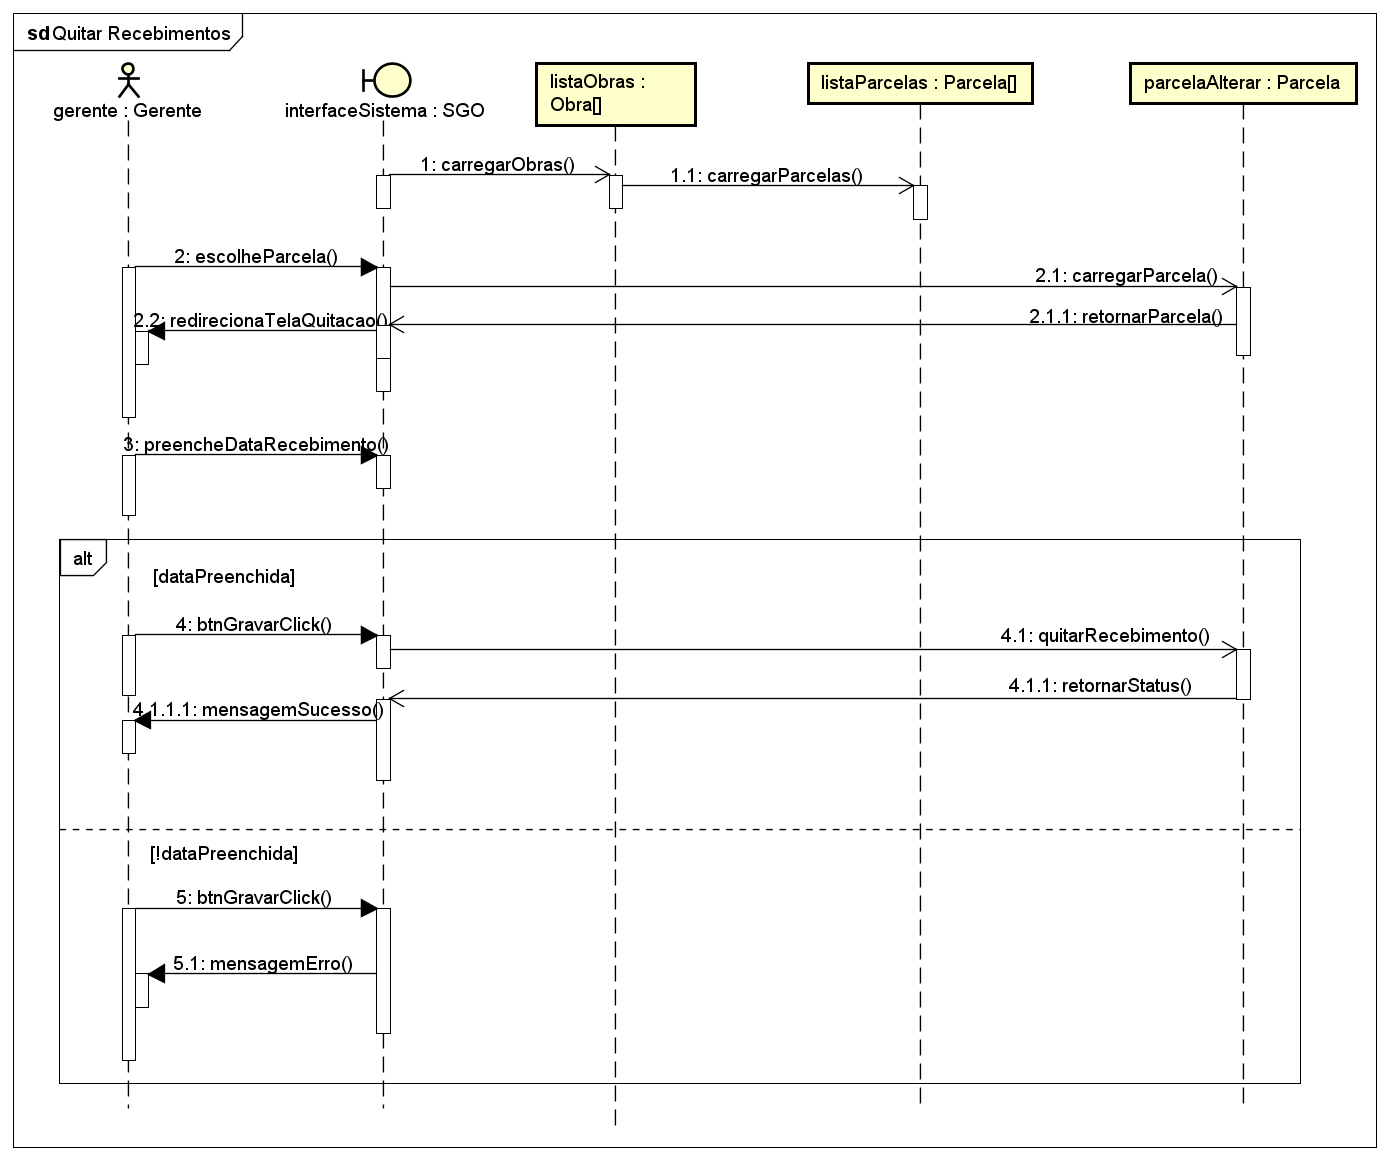 sd Quitar Recebimentos
gerente : Gerente
interfaceSistema : SGO
listaObras :
Obra[]
listaParcelas : Parcela[]
parcelaAlterar : Parcela
1: carregarObras()
1.1: carregarParcelas()
2: escolheParcela()
2.1: carregarParcela()
2.2: redirecionaTelaQuitacao()
2.1.1: retornarParcela()
3: preencheDataRecebimento()
alt
[dataPreenchida]
4: btnGravarClick()
4.1: quitarRecebimento()
4.1.1: retornarStatus()
4.1.1.1: mensagemSucesso()
[!dataPreenchida]
5: btnGravarClick()
5.1: mensagemErro()